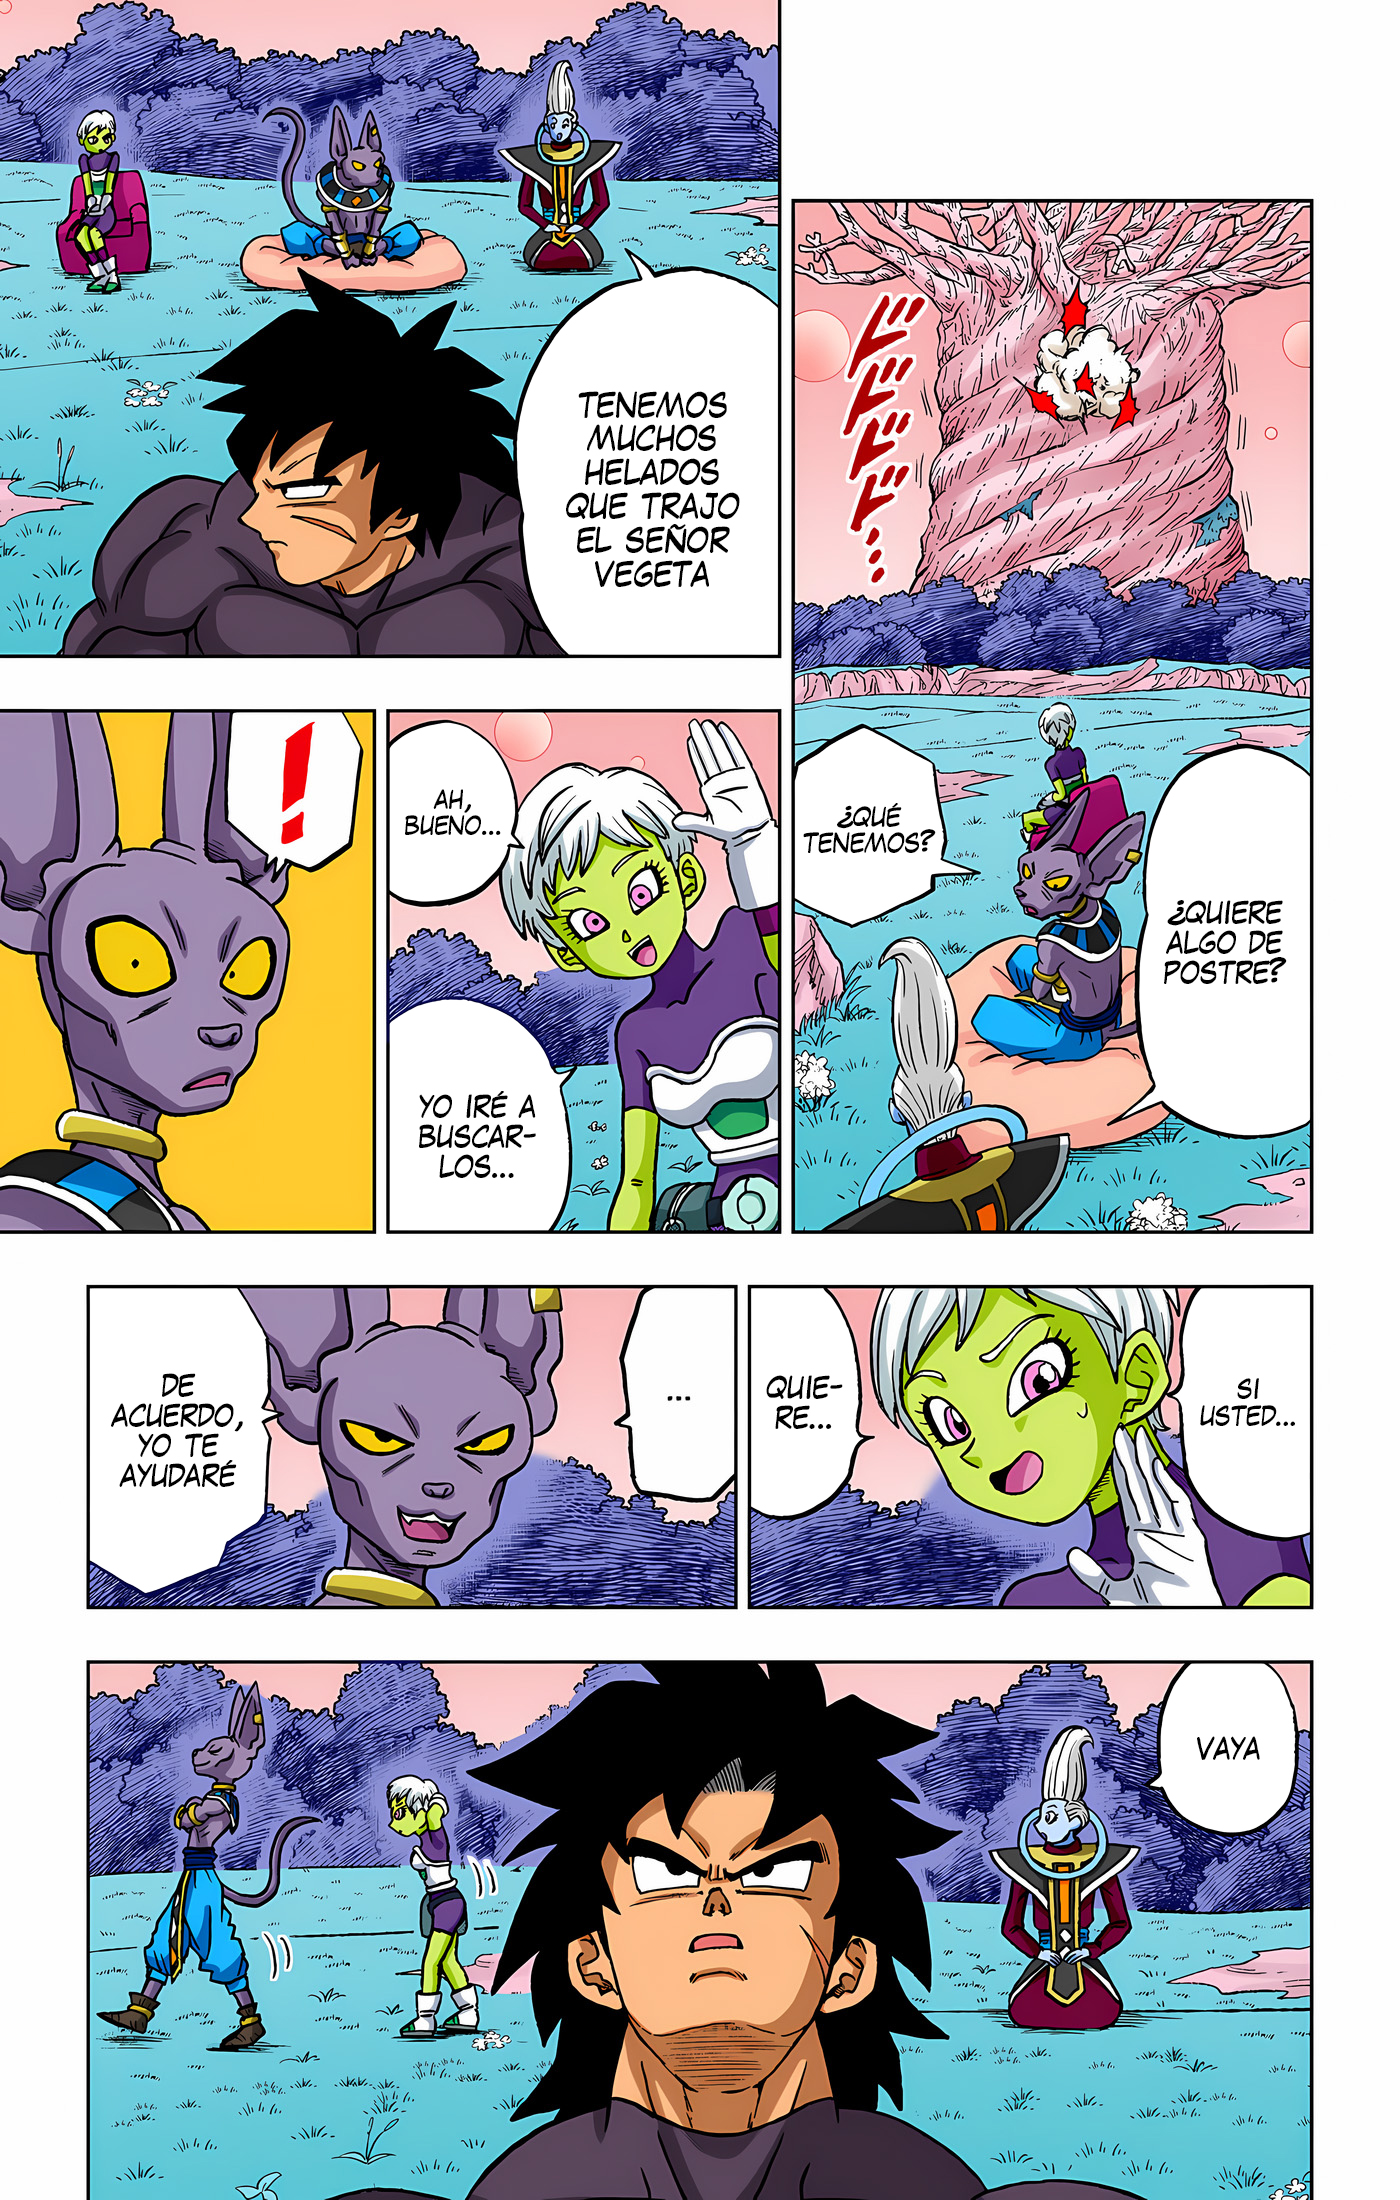 ドドドド…
¿QUÉ
TENEMOS?
¿QUIERE
ALGO DE
POSTRE?
TENEMOS
MUCHOS
HELADOS
QUE TRAJO
EL SEÑOR
VEGETA
AH,
BUENO...
YO IRÉ A
BUSCAR-
LOS...
!
SI
USTED...
QUIE-
RE...
...
DE
ACUERDO,
YO TE
AYUDARÉ
VAYA